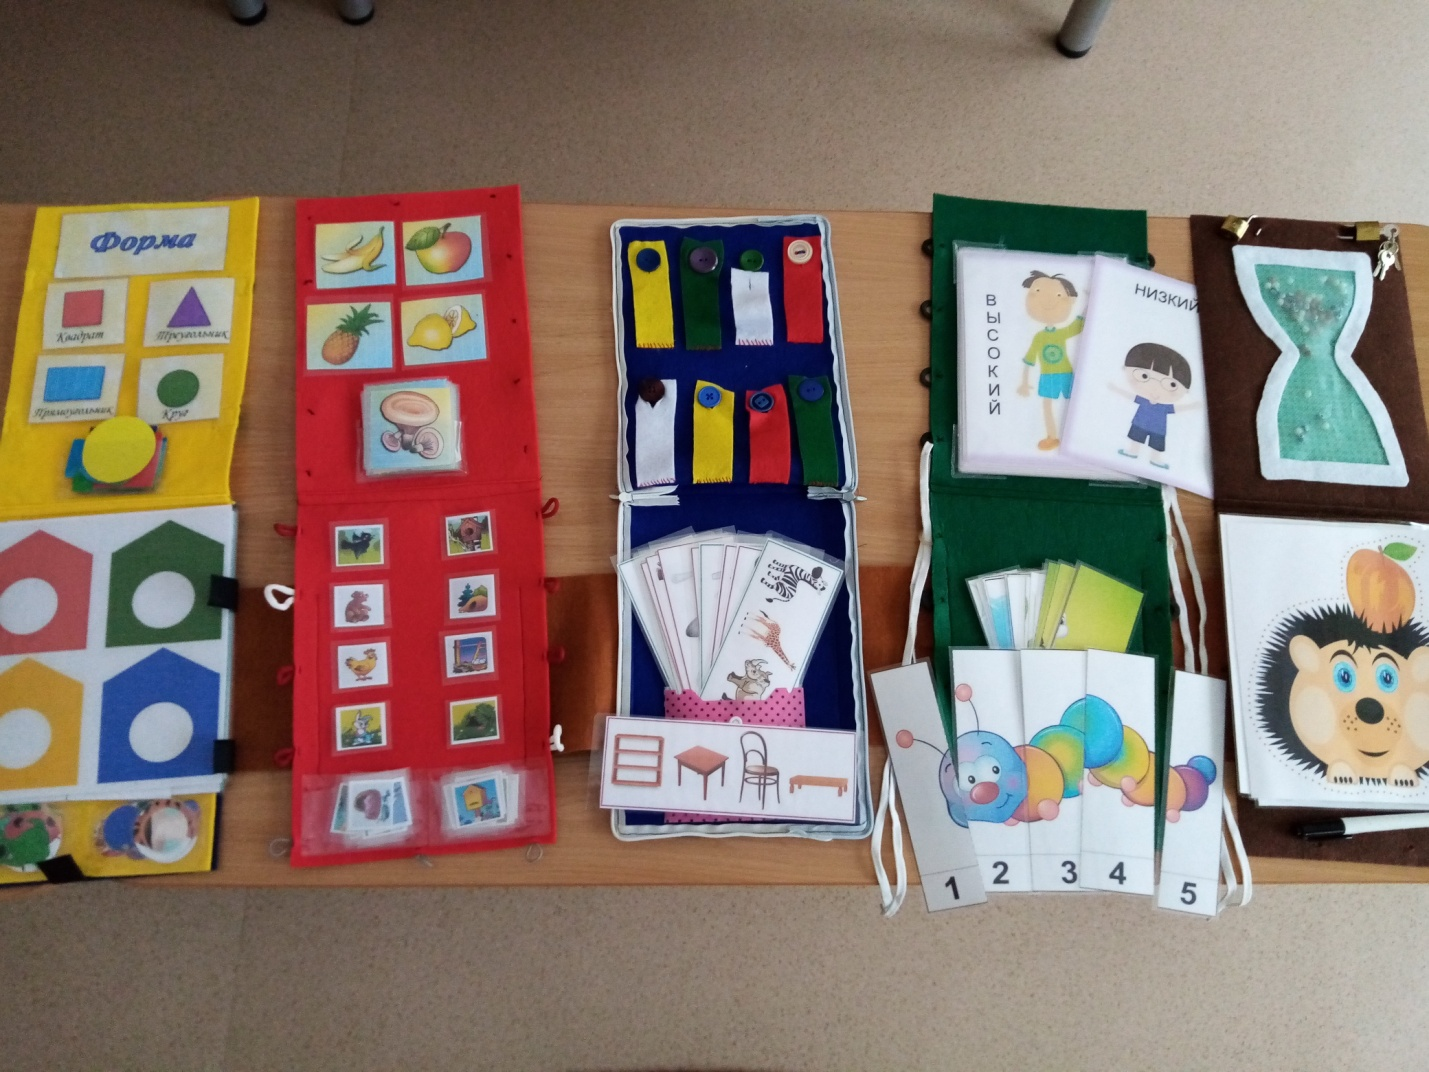 Форма
Квадрат
Треугольник
Прямоугольник
Круг
ВЫСОКИЙ
НИЗКИЙ
1
2
3
4
5